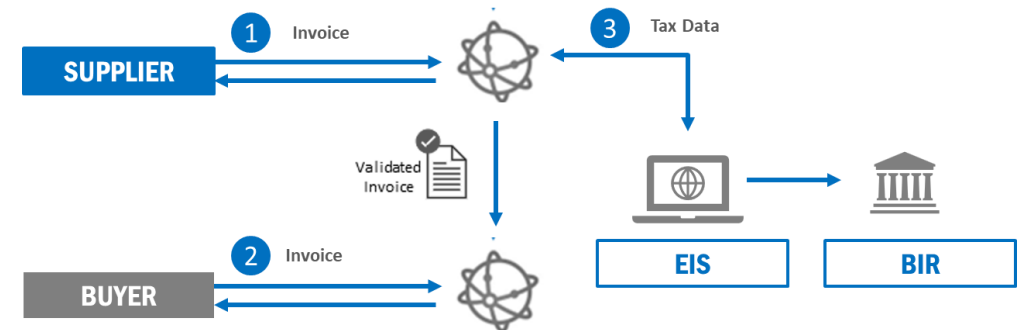 1
Invoice
3
Tax Data
SUPPLIER
Validated
Invoice
2
Invoice
EIS
BIR
BUYER